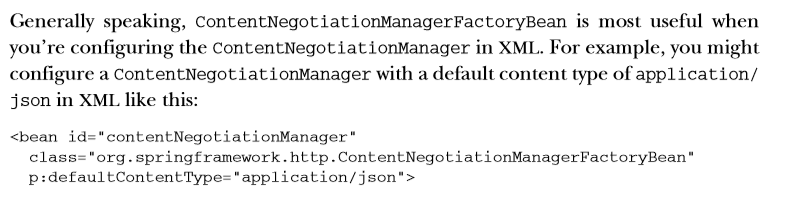 Generally speaking, ContentNegotiationManagerFactoryBean is most useful when
you’re configuring the ContentNegotiationManager in XML. For example, you might
configure a ContentNegotiationManager with a default content type of application/
json in XML like this:
<bean id="contentNegotiationManager"
class="org.springframework.http.ContentNegotiationManagerFactoryBean"
p:defaultContentType="application/json">